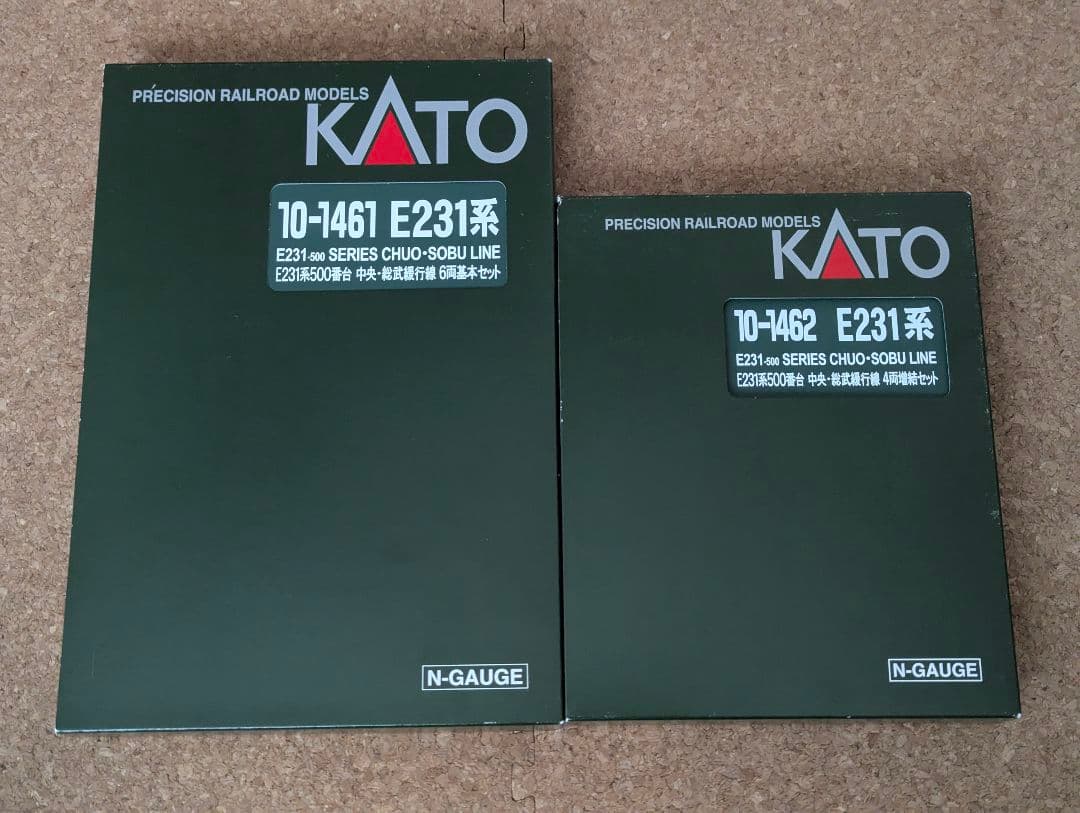 PRECISION RAILROAD MODELS
KATO
10-1461 E231系
E231-500 SERIES CHUO・SOBU LINE
E231系500番台 中央・総武緩行線 6両基本セット
N-GAUGE
PRECISION RAILROAD MODELS
KATO
10-1462 E231系
E231-500 SERIES CHUO・SOBU LINE
E231系500番台 中央・総武緩行線 4両増結セット
N-GAUGE